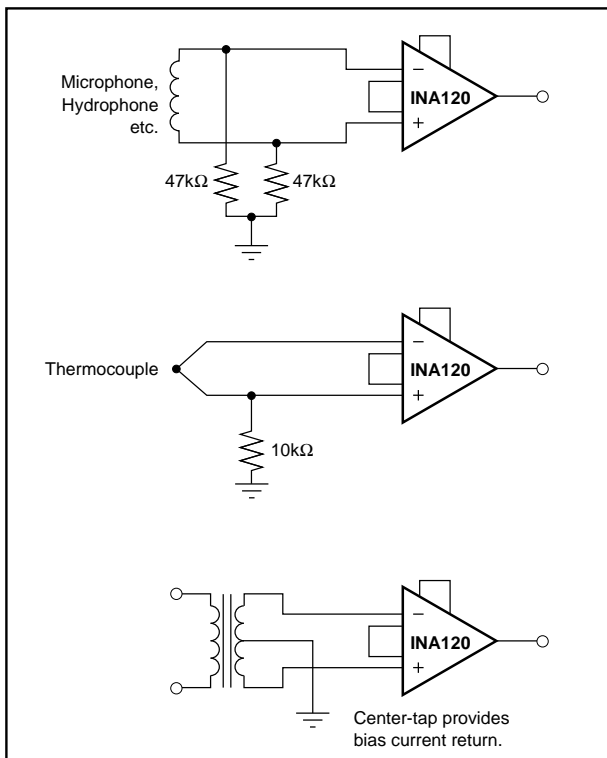 Microphone,
Hydrophone
etc.
−
INA120
+
47kΩ 47kΩ
Thermocouple
−
INA120
+
10kΩ
−
INA120
+
Center-tap provides
bias current return.